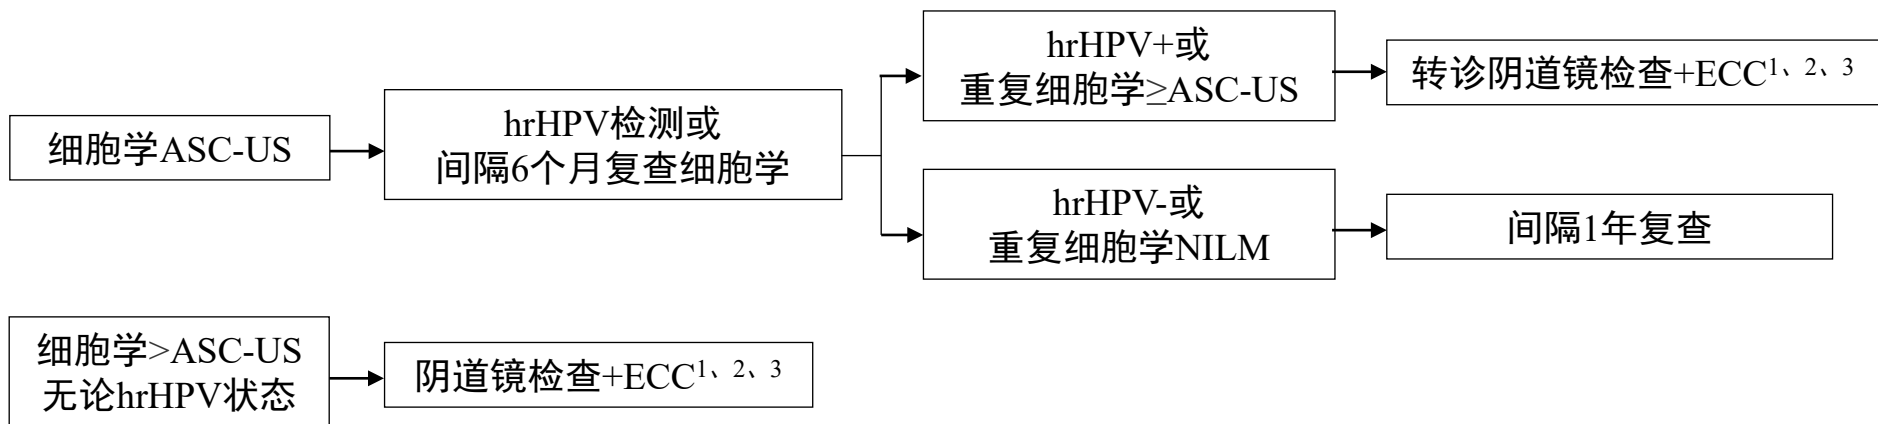 细胞学ASC-US
hrHPV检测或
间隔6个月复查细胞学
hrHPV+或
重复细胞学≥ASC-US
转诊阴道镜检查+ECC1、2、3
hrHPV-或
重复细胞学NILM
间隔1年复查
细胞学>ASC-US
无论hrHPV状态
阴道镜检查+ECC1、2、3